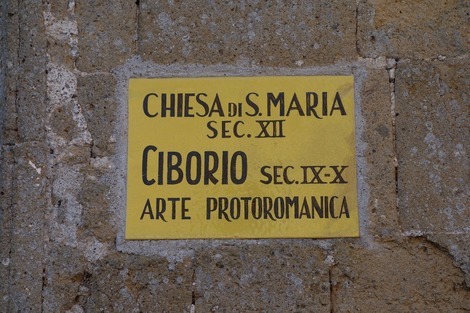 CHIESA DI S. MARIA
SEC. XII
CIBORIO SEC. IX-X
ARTE PROTOROMANICA